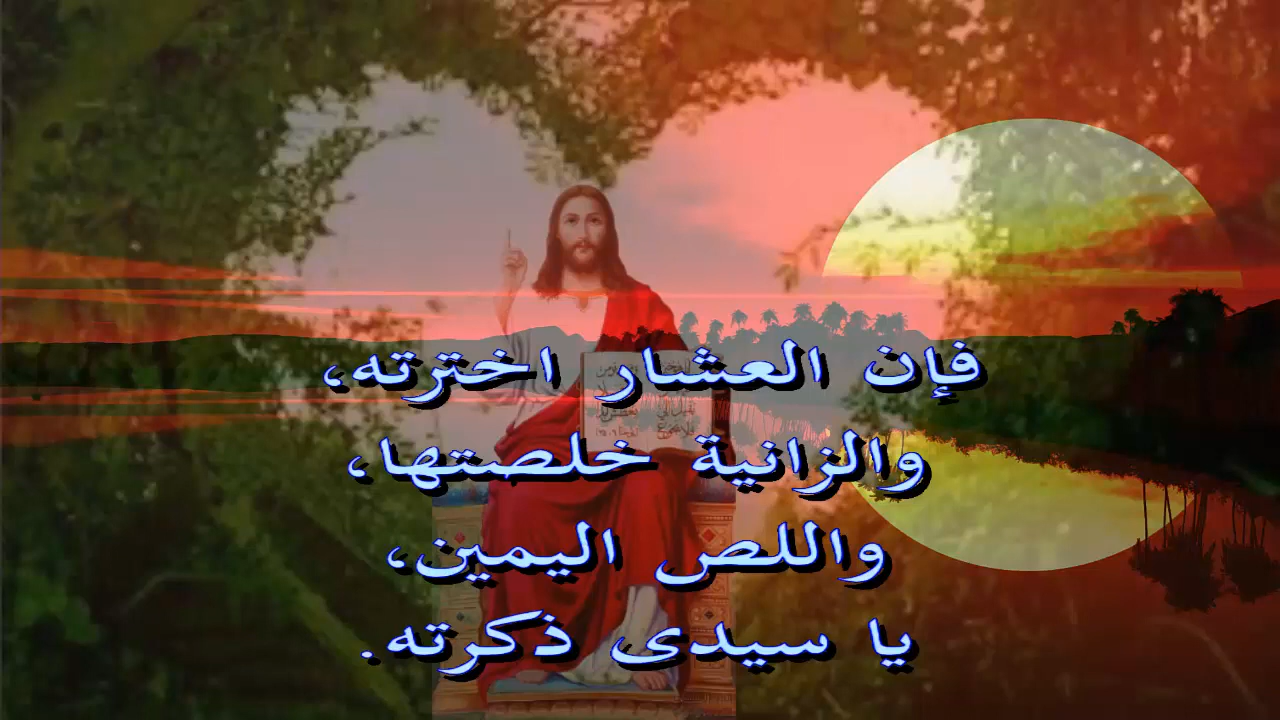 فإن العشار اخترته،
والزانية خلصتها،
واللص اليمين،
يا سيدى ذكرته.